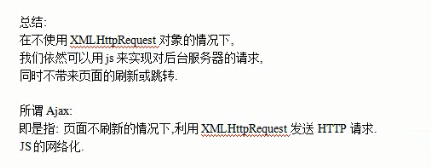 总结:
在不使用 XMLHttpRequest 对象的情况下,
我们依然可以用 js 来实现对后台服务器的请求,
同时不带来页面的刷新或跳转.
所谓 Ajax:
即是指: 页面不刷新的情况下,利用 XMLHttpRequest 发送 HTTP 请求.
JS 的网络化.